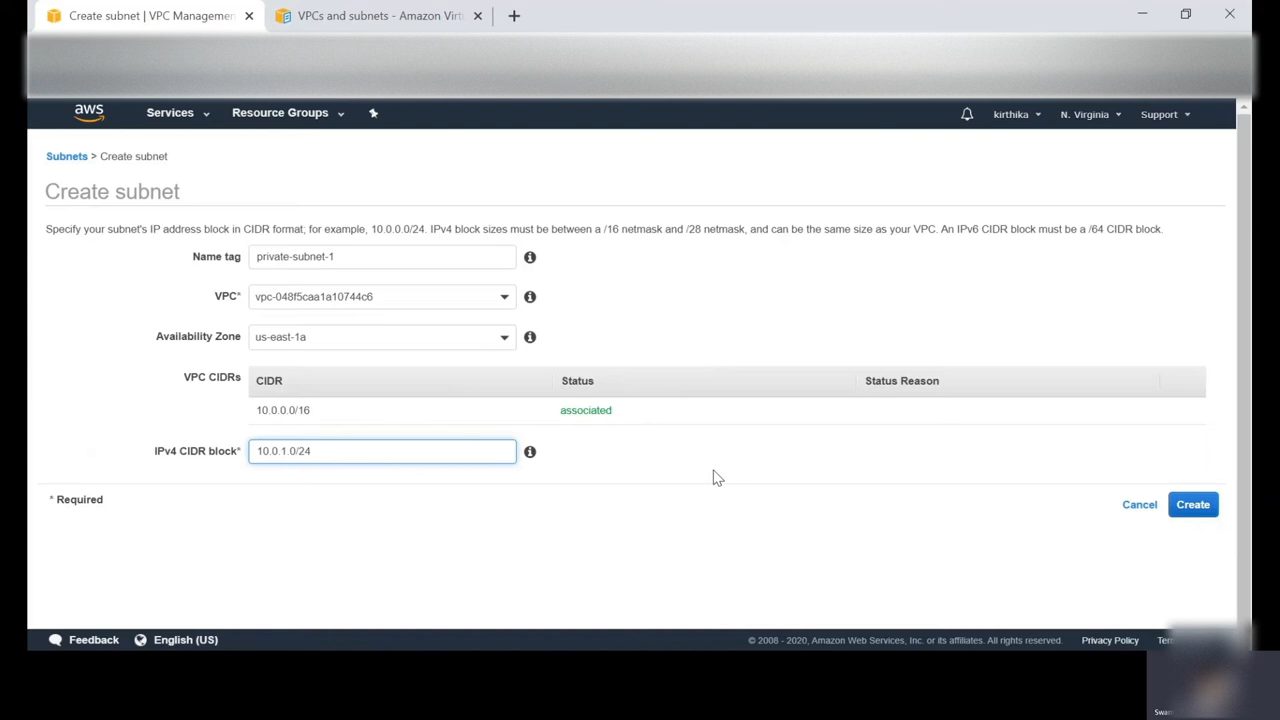 Create subnet | VPC Managemen
VPCs and subnets - Amazon Virtu
aws Services Resource Groups kirthika N. Virginia Support
Subnets > Create subnet
Create subnet
Specify your subnet's IP address block in CIDR format; for example, 10.0.0.0/24. IPv4 block sizes must be between a /16 netmask and /28 netmask, and can be the same size as your VPC. An IPv6 CIDR block must be a /64 CIDR block.
Name tag private-subnet-1
VPC* vpc-048f5caa1a10744c6
Availability Zone us-east-1a
VPC CIDRs CIDR Status Status Reason
10.0.0.0/16 associated
IPv4 CIDR block* 10.0.1.0/24
* Required
Cancel Create
Feedback English (US) © 2008 - 2020, Amazon Web Services, Inc. or its affiliates. All rights reserved. Privacy Policy